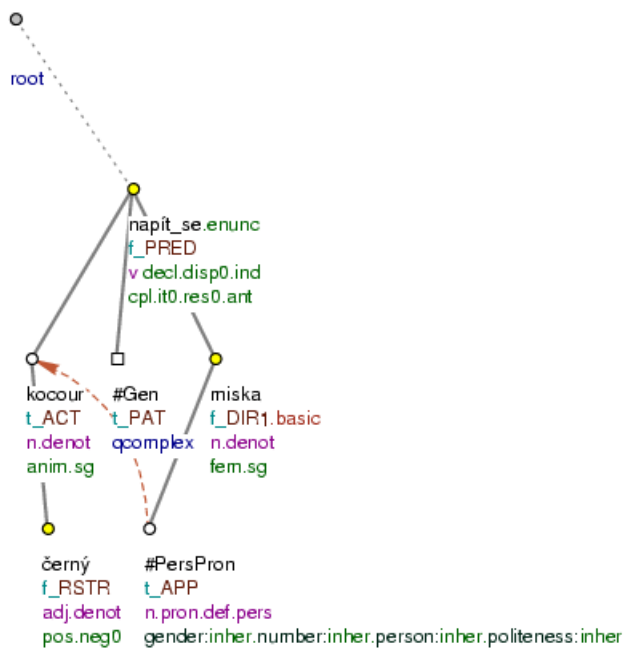 root
napít_se.enunc
f_PRED
v decl.disp0.ind
cpl.it0.res0.ant
kocour
t_ACT
n.denot
anim.sg
#Gen
t_PAT
qcomplex
miska
f_DIR1.basic
n.denot
fem.sg
černý
f_RSTR
adj.denot
pos.neg0
#PersPron
t_APP
n.pron.def.pers
gender:inher.number:inher.person:inher.politeness:inher